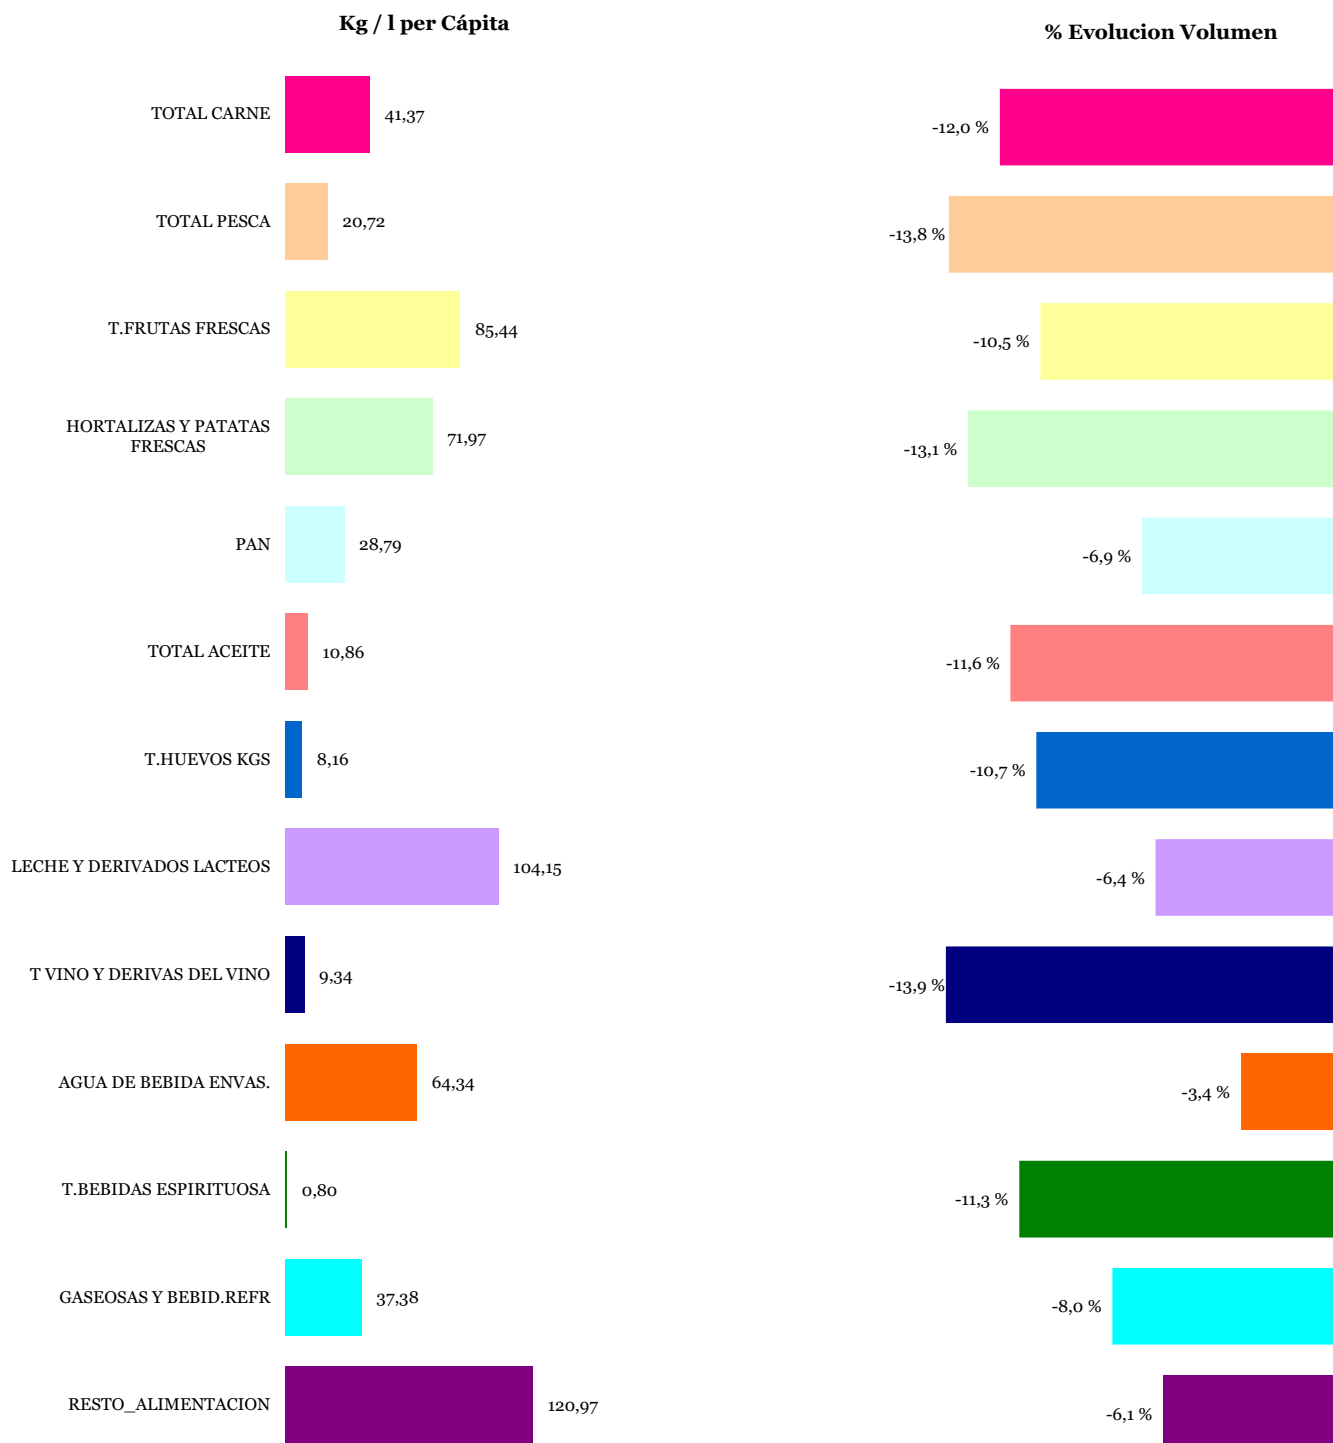 Kg / l per Cápita
% Evolucion Volumen
TOTAL CARNE
41,37
-12,0 %
TOTAL PESCA
20,72
-13,8 %
T.FRUTAS FRESCAS
85,44
-10,5 %
HORTALIZAS Y PATATAS
FRESCAS
71,97
-13,1 %
PAN
28,79
-6,9 %
TOTAL ACEITE
10,86
-11,6 %
T.HUEVOS KGS
8,16
-10,7 %
LECHE Y DERIVADOS LACTEOS
104,15
-6,4 %
T VINO Y DERIVAS DEL VINO
9,34
-13,9 %
AGUA DE BEBIDA ENVAS.
64,34
-3,4 %
T.BEBIDAS ESPIRITUOSA
0,80
-11,3 %
GASEOSAS Y BEBID.REFR
37,38
-8,0 %
RESTO_ALIMENTACION
120,97
-6,1 %